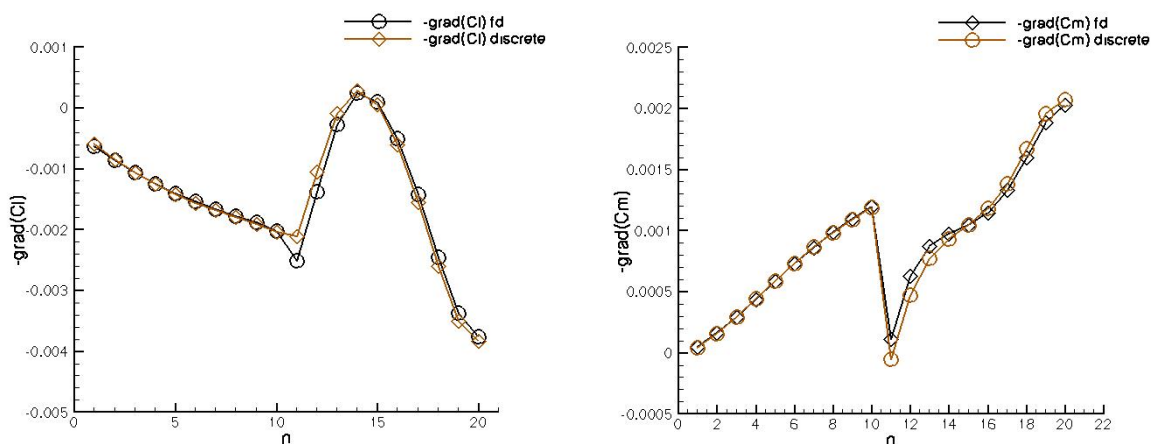 -grad(Cl) fd
-grad(Cl) discrete
0.001
0
-0.001
-0.002
-0.003
-0.004
-0.005
-grad(Cl)
0 5 10 15 20
n
-grad(Cm) fd
-grad(Cm) discrete
0.0025
0.002
0.0015
0.001
0.0005
0
-0.0005
-grad(Cm)
0 2 4 6 8 10 12 14 16 18 20 22
n